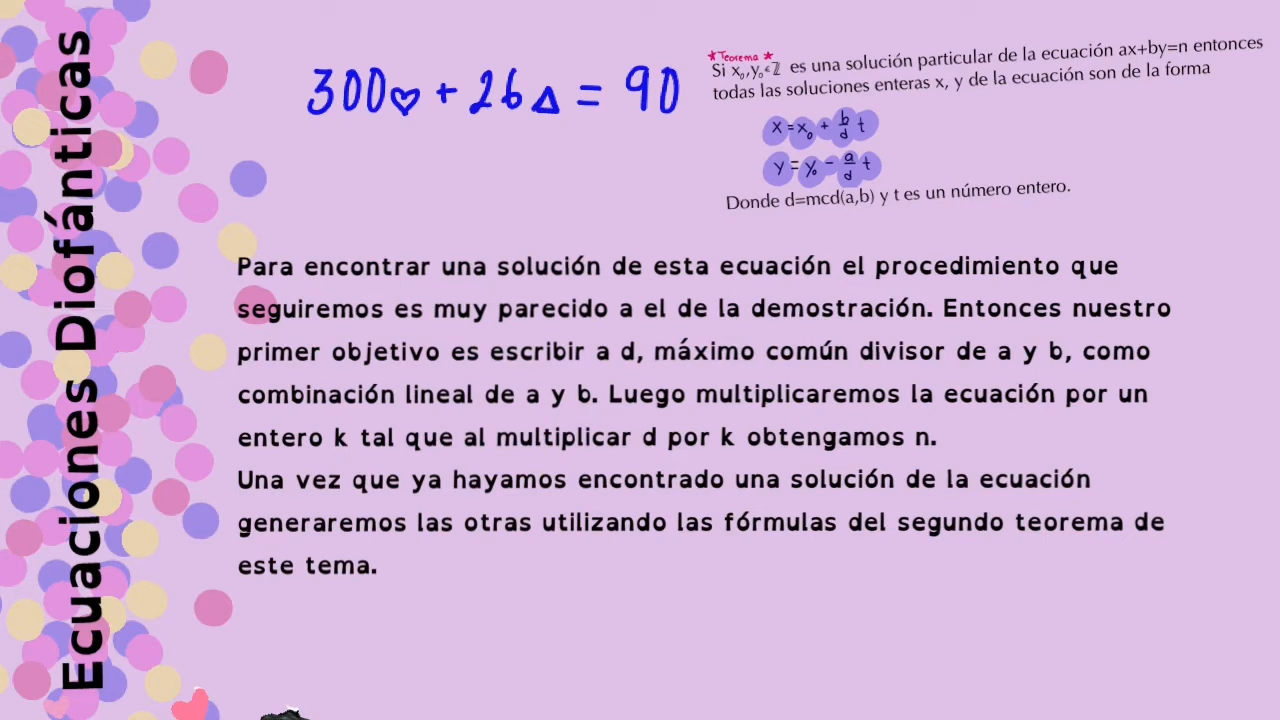 Ecuaciones Diofánticas
300♡ + 26△ = 90
*Teorema*
Si x₀,y₀∈ℤ es una solución particular de la ecuación ax+by=n entonces
todas las soluciones enteras x, y de la ecuación son de la forma
x = x₀ + b/d t
y = y₀ - a/d t
Donde d=mcd(a,b) y t es un número entero.
Para encontrar una solución de esta ecuación el procedimiento que
seguiremos es muy parecido a el de la demostración. Entonces nuestro
primer objetivo es escribir a d, máximo común divisor de a y b, como
combinación lineal de a y b. Luego multiplicaremos la ecuación por un
entero k tal que al multiplicar d por k obtengamos n.
Una vez que ya hayamos encontrado una solución de la ecuación
generaremos las otras utilizando las fórmulas del segundo teorema de
este tema.